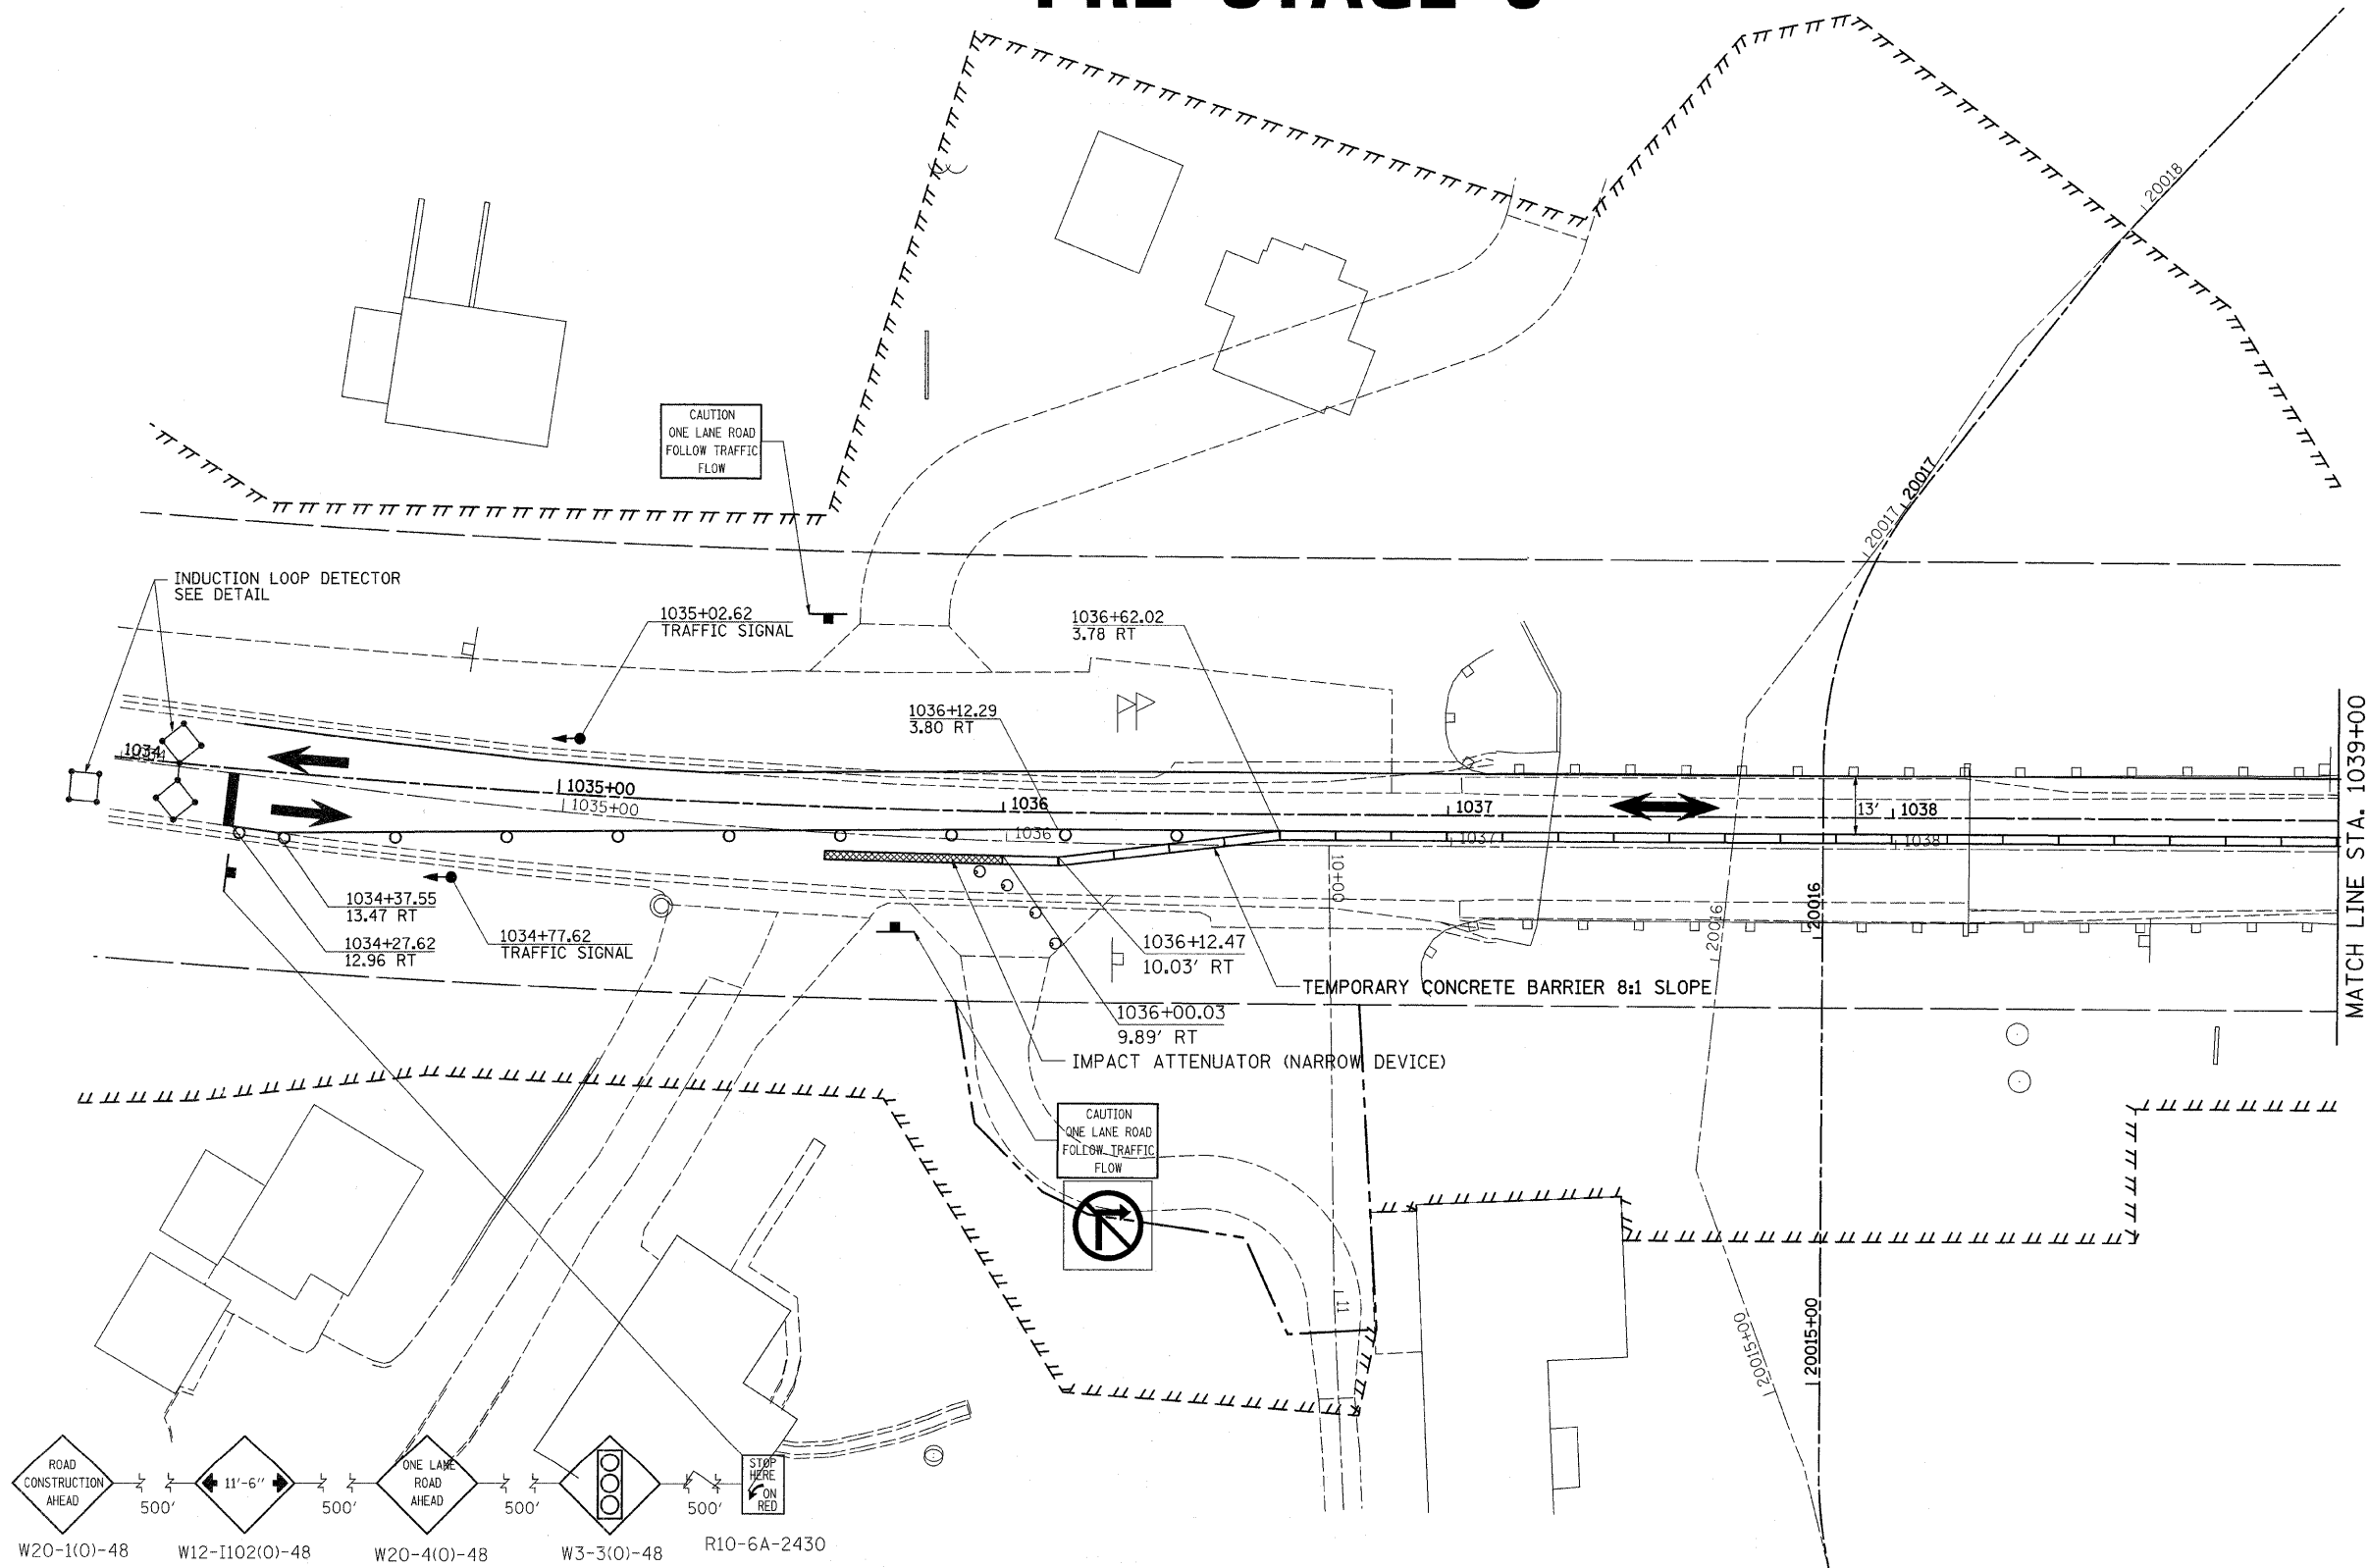 20018
CAUTION
ONE LANE ROAD
FOLLOW TRAFFIC
FLOW
20017
20017
INDUCTION LOOP DETECTOR
SEE DETAIL
1035+02.62
TRAFFIC SIGNAL
1036+62.02
3.78 RT
1036+12.29
3.80 RT
1034
1035+00
1035+00
1036
1036
1037
1037
13'
1038
1038
MATCH LINE STA. 1039+00
10+00
20016
20016
1034+37.55
13.47 RT
1034+27.62
12.96 RT
1034+77.62
TRAFFIC SIGNAL
1036+12.47
10.03' RT
TEMPORARY CONCRETE BARRIER 8:1 SLOPE
1036+00.03
9.89' RT
IMPACT ATTENUATOR (NARROW DEVICE)
CAUTION
ONE LANE ROAD
FOLLOW TRAFFIC
FLOW
11
20015+00
20015+00
ROAD
CONSTRUCTION
AHEAD
500'
11'-6"
500'
ONE LANE
ROAD
AHEAD
500'
500'
STOP
HERE
ON
RED
W20-1(O)-48
W12-I102(O)-48
W20-4(O)-48
W3-3(O)-48
R10-6A-2430